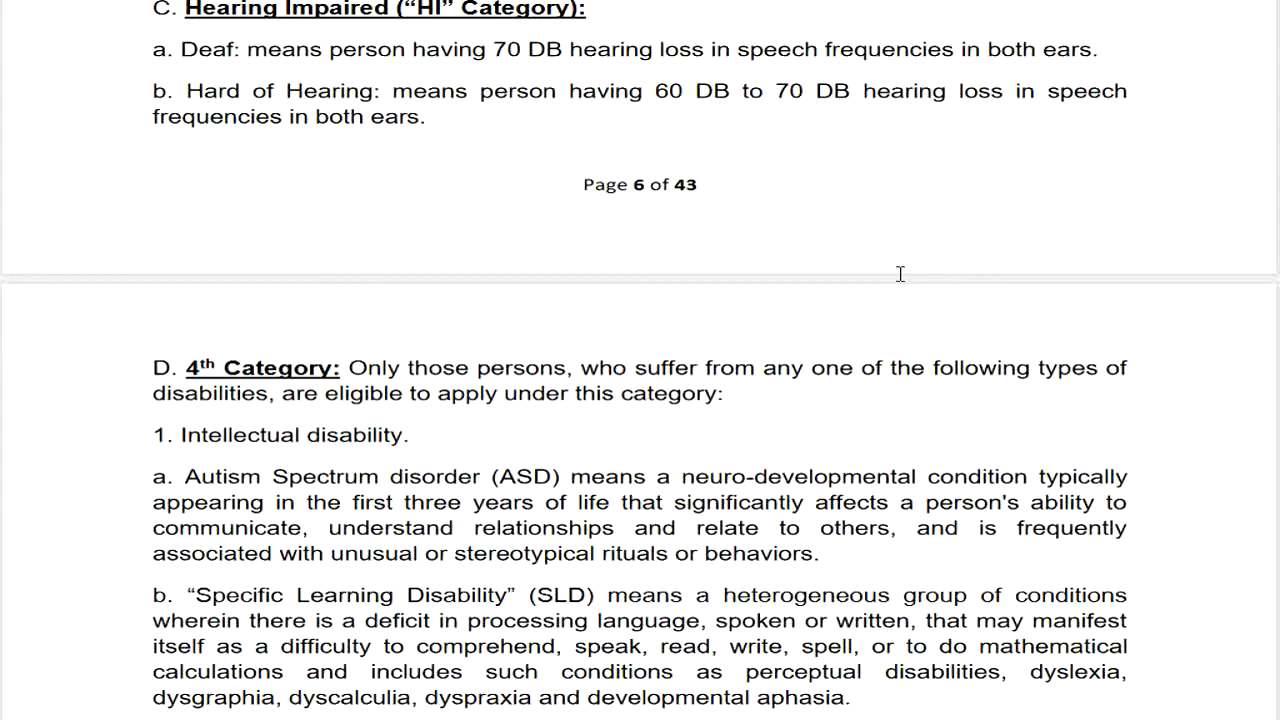 C. Hearing Impaired (“HI” Category):
a. Deaf: means person having 70 DB hearing loss in speech frequencies in both ears.
b. Hard of Hearing: means person having 60 DB to 70 DB hearing loss in speech
frequencies in both ears.
Page 6 of 43
D. 4th Category: Only those persons, who suffer from any one of the following types of
disabilities, are eligible to apply under this category:
1. Intellectual disability.
a. Autism Spectrum disorder (ASD) means a neuro-developmental condition typically
appearing in the first three years of life that significantly affects a person's ability to
communicate, understand relationships and relate to others, and is frequently
associated with unusual or stereotypical rituals or behaviors.
b. “Specific Learning Disability” (SLD) means a heterogeneous group of conditions
wherein there is a deficit in processing language, spoken or written, that may manifest
itself as a difficulty to comprehend, speak, read, write, spell, or to do mathematical
calculations and includes such conditions as perceptual disabilities, dyslexia,
dysgraphia, dyscalculia, dyspraxia and developmental aphasia.